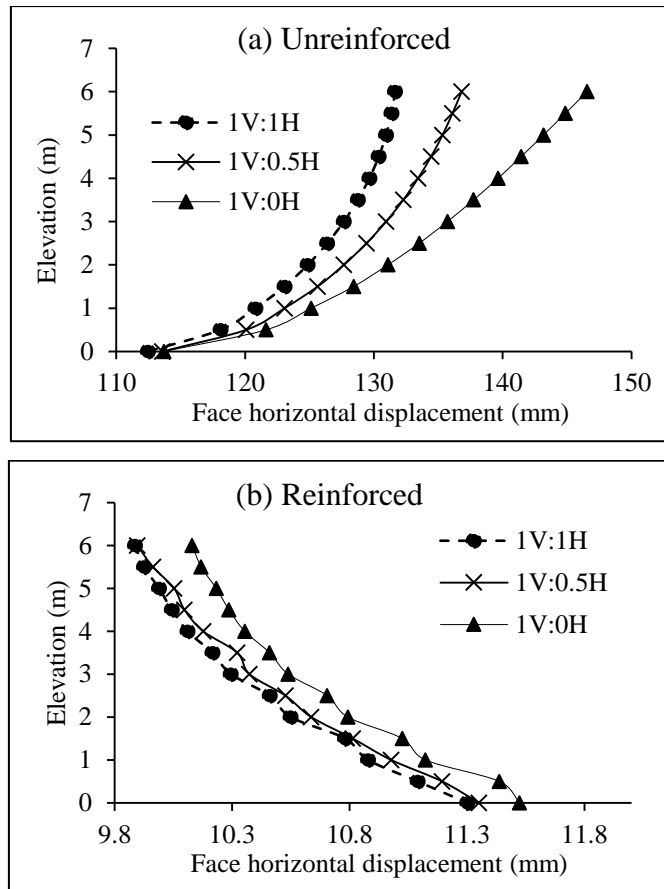 (a) Unreinforced
7
6
5
4
3
2
1
0
Elevation (m)
1V:1H
1V:0.5H
1V:0H
110 120 130 140 150
Face horizontal displacement (mm)
(b) Reinforced
7
6
5
4
3
2
1
0
Elevation (m)
1V:1H
1V:0.5H
1V:0H
9.8 10.3 10.8 11.3 11.8
Face horizontal displacement (mm)